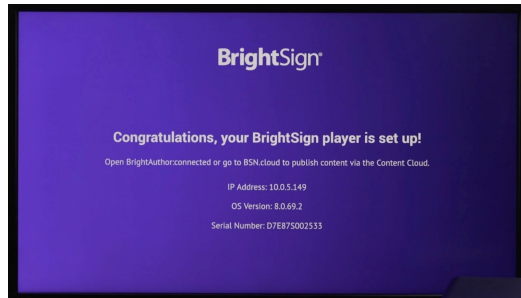 BrightSign®
Congratulations, your BrightSign player is set up!
Open BrightAuthor:connected or go to BSN.cloud to publish content via the Content Cloud.
IP Address: 10.0.5.149
OS Version: 8.0.69.2
Serial Number: D7E87S002533